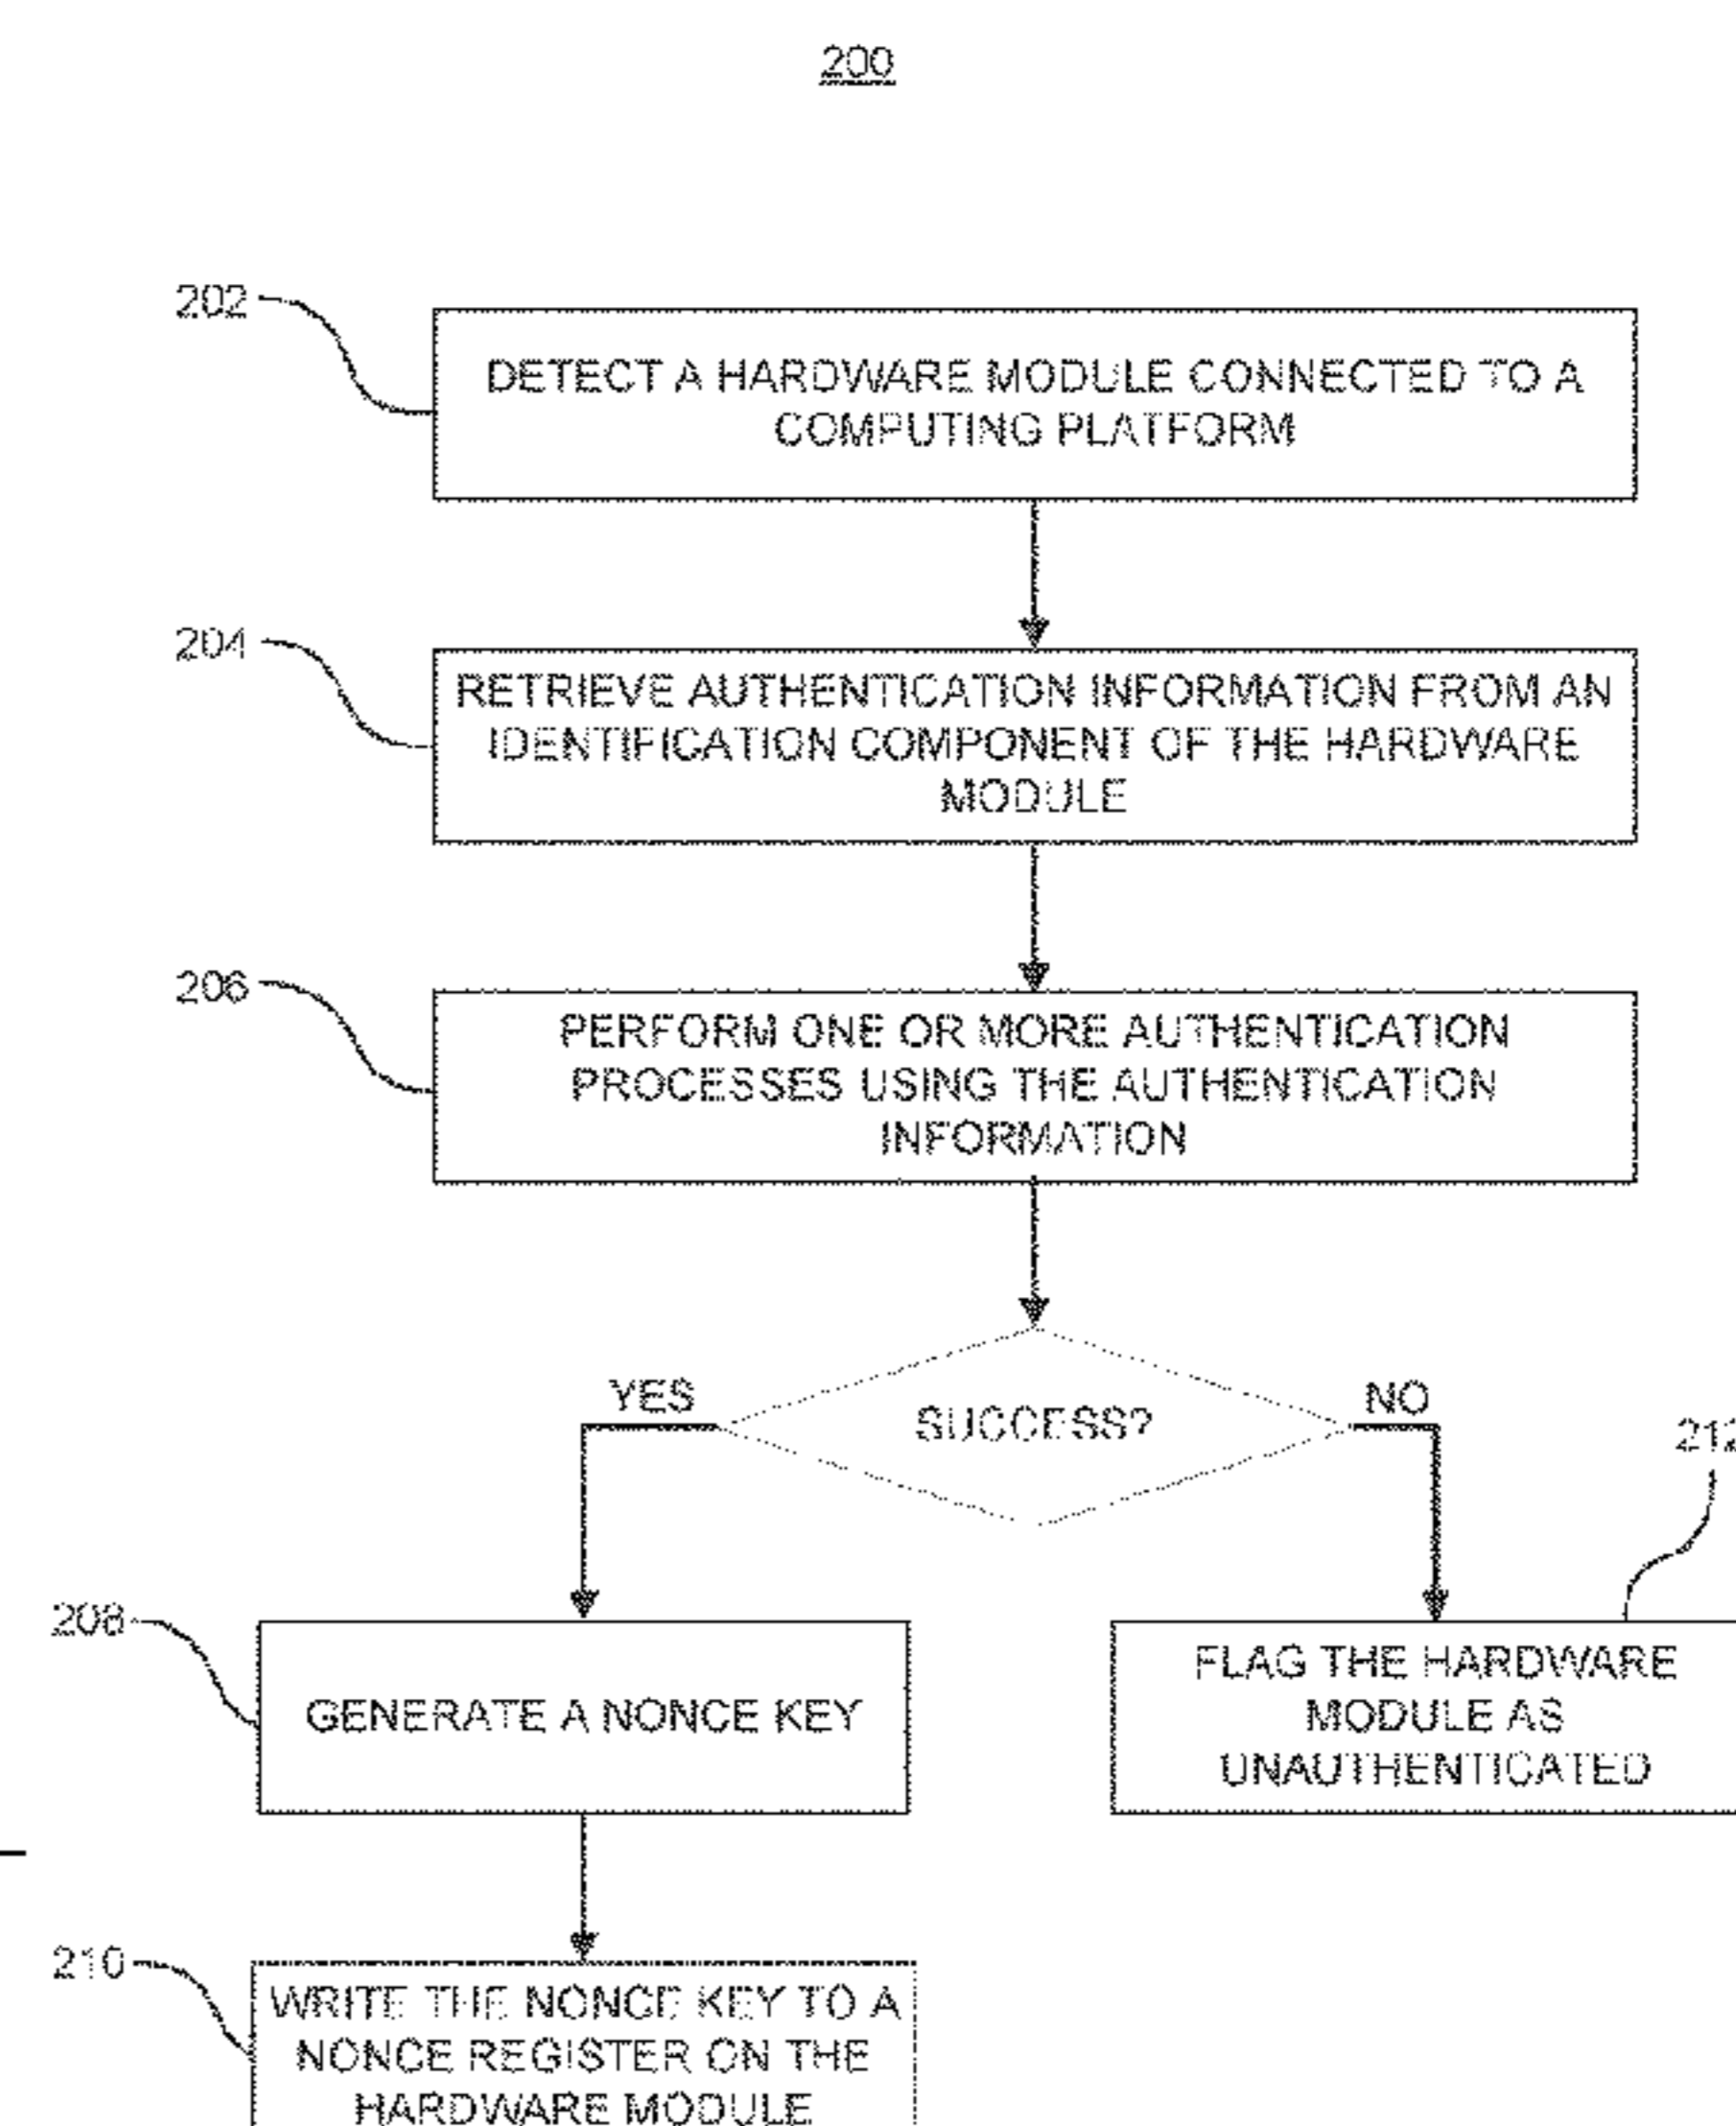 200
202
DETECT A HARDWARE MODULE CONNECTED TO A
COMPUTING PLATFORM
204
RETRIEVE AUTHENTICATION INFORMATION FROM AN
IDENTIFICATION COMPONENT OF THE HARDWARE
MODULE
206
PERFORM ONE OR MORE AUTHENTICATION
PROCESSES USING THE AUTHENTICATION
INFORMATION
YES
SUCCESS?
NO
212
208
GENERATE A NONCE KEY
FLAG THE HARDWARE
MODULE AS
UNAUTHENTICATED
210
WRITE THE NONCE KEY TO A
NONCE REGISTER ON THE
HARDWARE MODULE